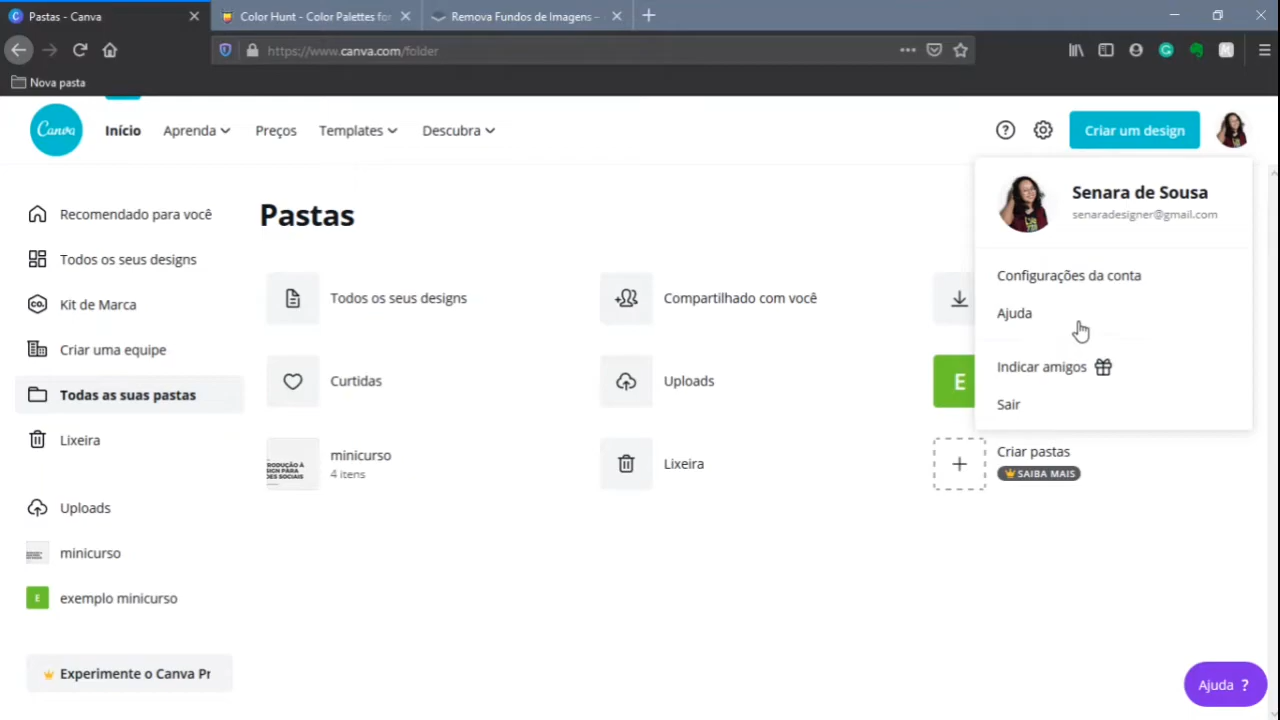 Pastas - Canva
Color Hunt - Color Palettes for
Remova Fundos de Imagens –
https://www.canva.com/folder
Nova pasta
Canva
Início
Aprenda
Preços
Templates
Descubra
Criar um design
Recomendado para você
Todos os seus designs
Kit de Marca
Criar uma equipe
Todas as suas pastas
Lixeira
Uploads
minicurso
E
exemplo minicurso
Experimente o Canva Pr
Pastas
Todos os seus designs
Compartilhado com você
Curtidas
Uploads
E
minicurso
4 itens
Lixeira
Criar pastas
SAIBA MAIS
Senara de Sousa
senaradesigner@gmail.com
Configurações da conta
Ajuda
Indicar amigos
Sair
Ajuda ?